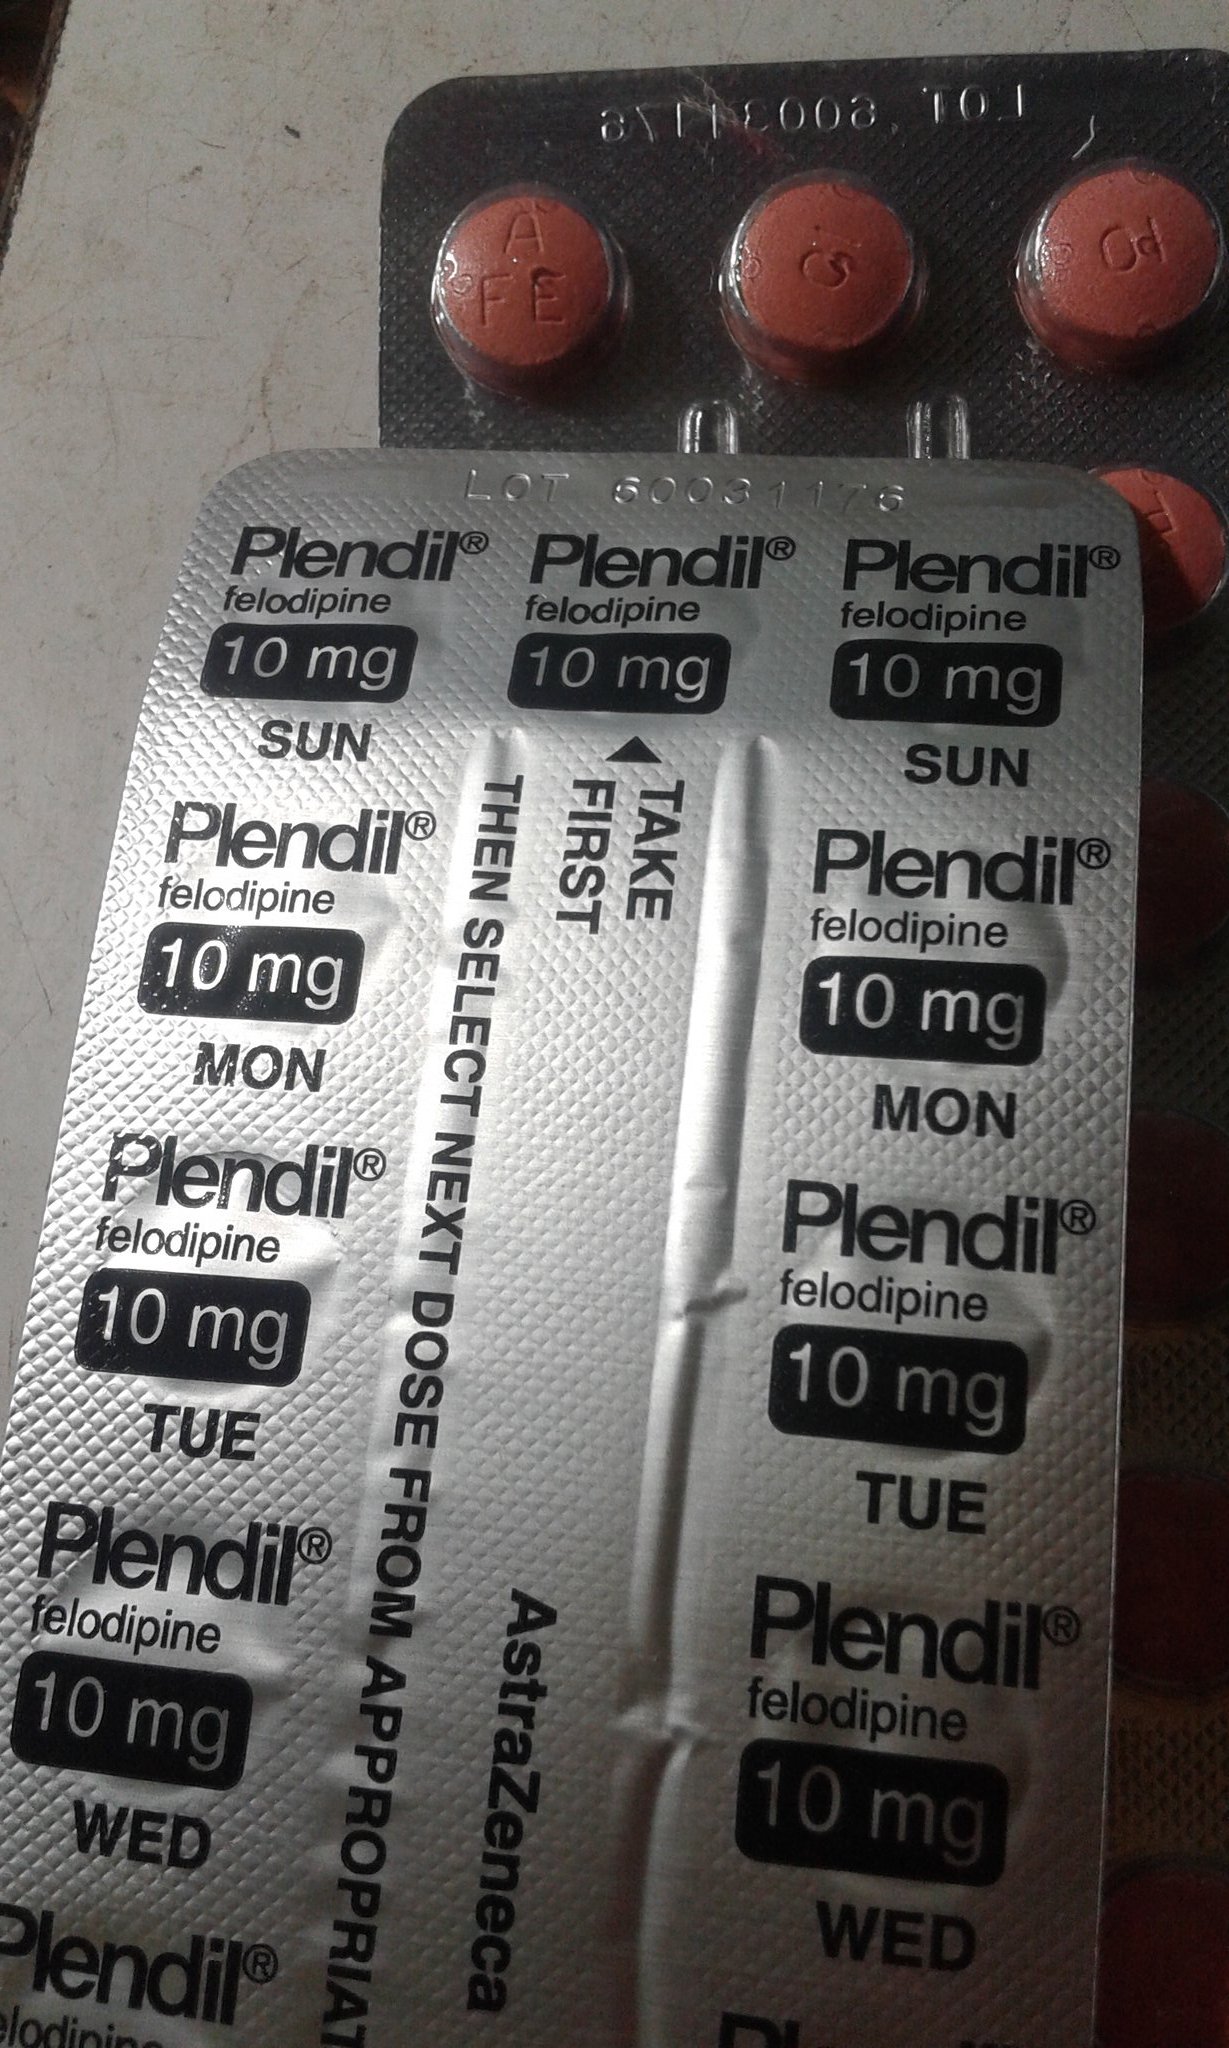 LOT 60031176
A
FE
LOT 60031176
Plendil® Plendil® Plendil®
felodipine felodipine felodipine
10 mg 10 mg 10 mg
SUN SUN
TAKE
FIRST
THEN SELECT NEXT DOSE FROM
Plendil® Plendil®
felodipine felodipine
10 mg 10 mg
MON MON
Plendil® Plendil®
felodipine felodipine
10 mg 10 mg
TUE TUE
Plendil® Plendil®
felodipine felodipine
10 mg 10 mg
WED WED
AstraZeneca
Plendil®